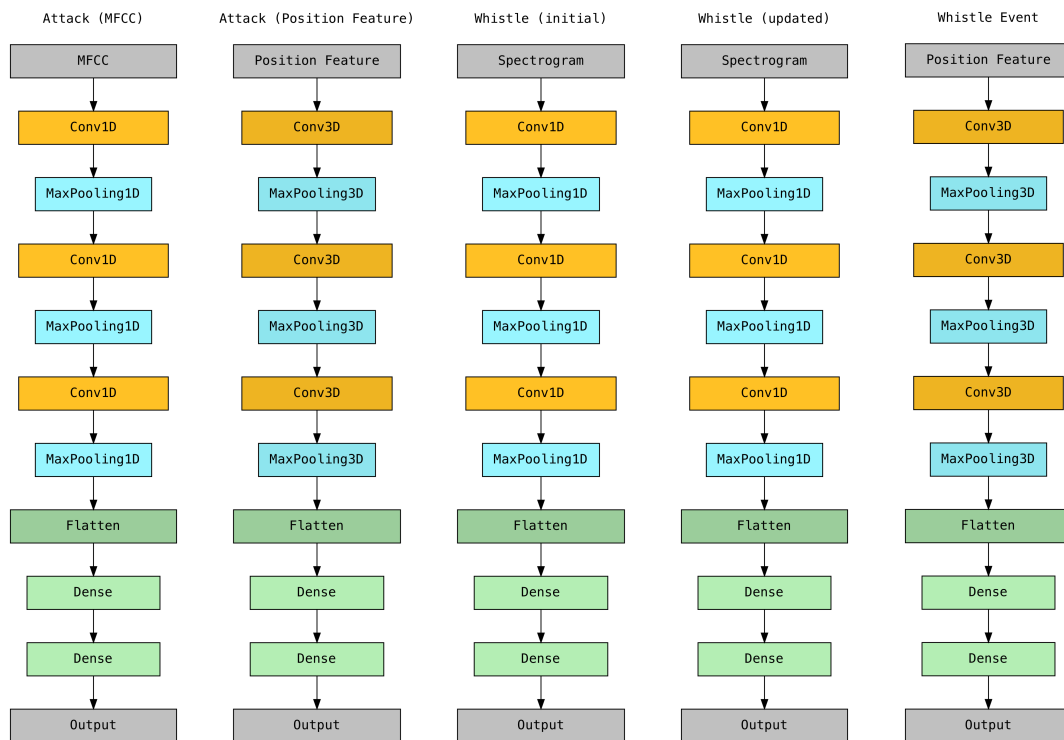 Attack (MFCC)
MFCC
Conv1D
MaxPooling1D
Conv1D
MaxPooling1D
Conv1D
MaxPooling1D
Flatten
Dense
Dense
Output
Attack (Position Feature)
Position Feature
Conv3D
MaxPooling3D
Conv3D
MaxPooling3D
Conv3D
MaxPooling3D
Flatten
Dense
Dense
Output
Whistle (initial)
Spectrogram
Conv1D
MaxPooling1D
Conv1D
MaxPooling1D
Conv1D
MaxPooling1D
Flatten
Dense
Dense
Output
Whistle (updated)
Spectrogram
Conv1D
MaxPooling1D
Conv1D
MaxPooling1D
Conv1D
MaxPooling1D
Flatten
Dense
Dense
Output
Whistle Event
Position Feature
Conv3D
MaxPooling3D
Conv3D
MaxPooling3D
Conv3D
MaxPooling3D
Flatten
Dense
Dense
Output